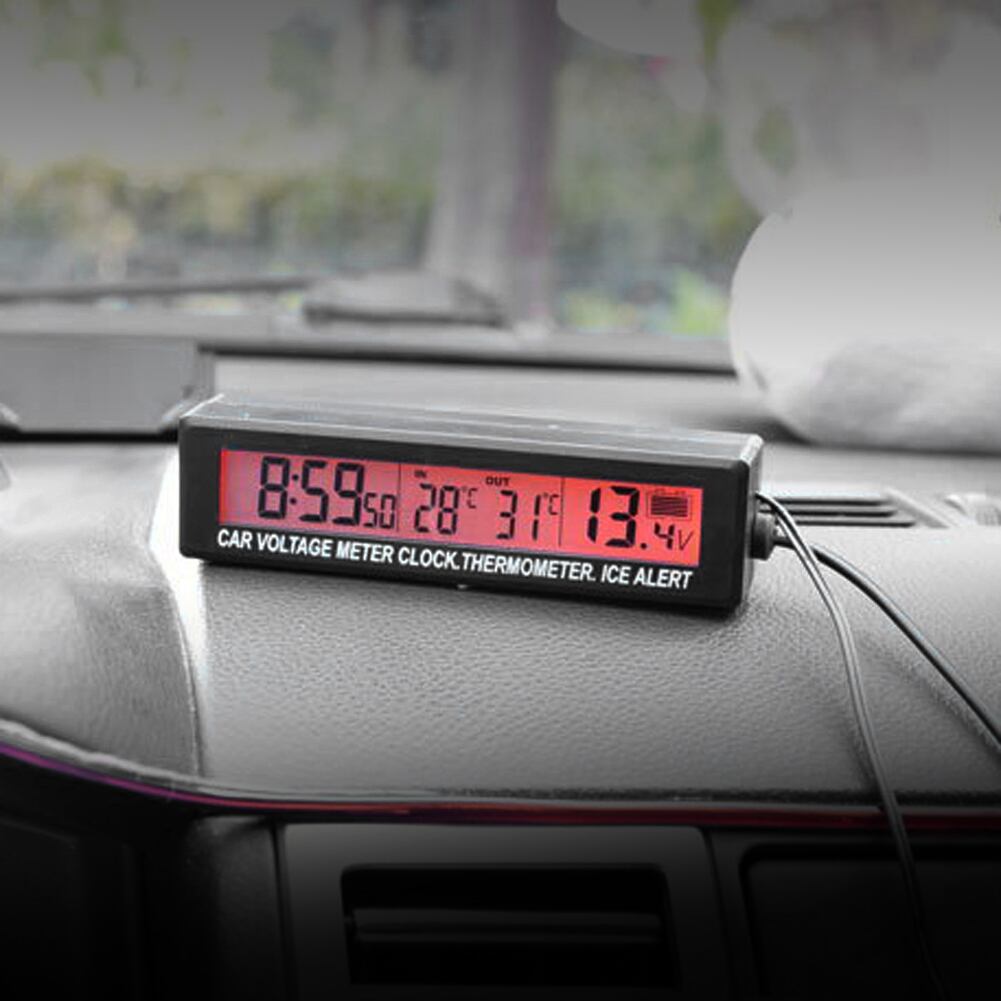 8:59 50 IN 28°C OUT 31°C 13.4V
CAR VOLTAGE METER CLOCK.THERMOMETER. ICE ALERT